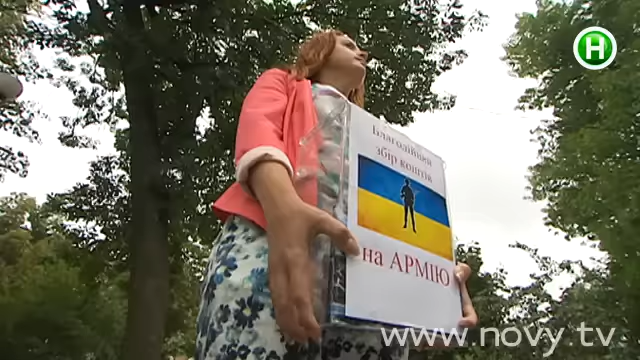 Н
Благодійний
збір коштів
на АРМІЮ
www.novy.tv